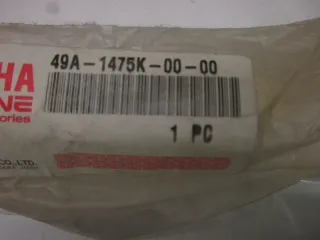 HA
49A-1475K-00-00
NE
ories
1 PC
CO., LTD.